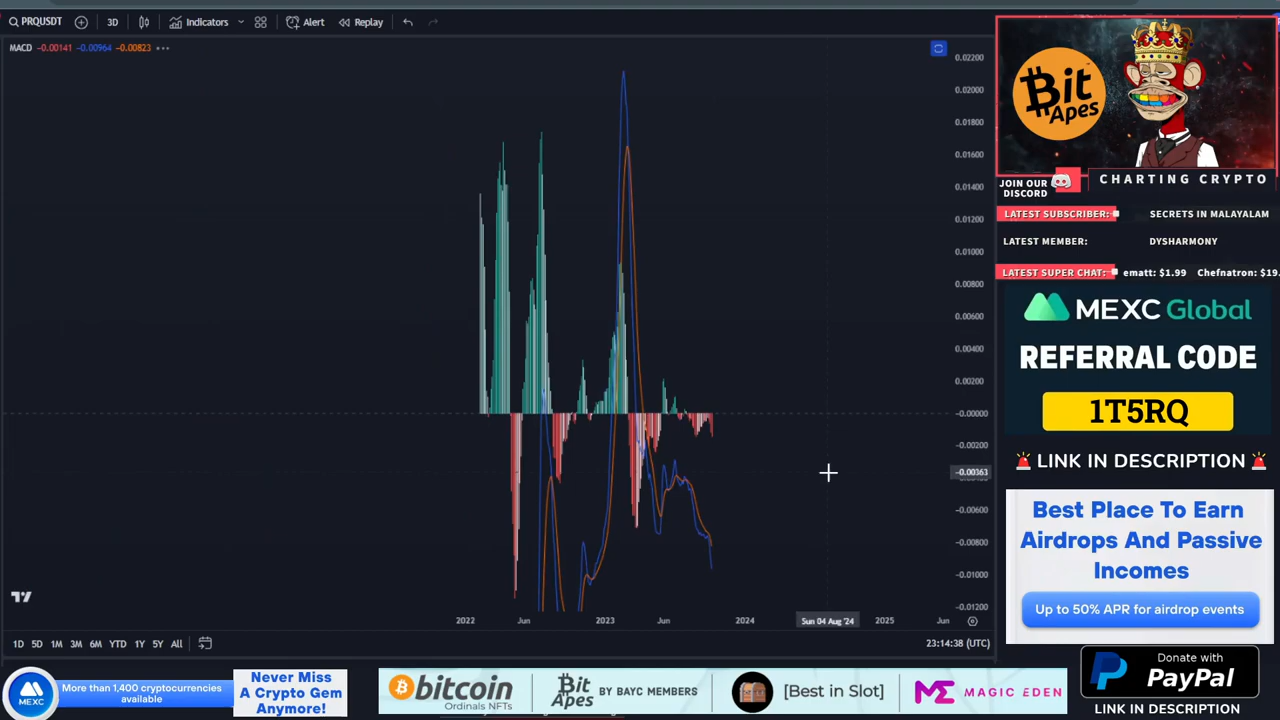 PRQUSDT 3D Indicators Alert Replay
MACD −0.00141 −0.00964 −0.00823
0.02200
0.02000
0.01800
0.01600
0.01400
0.01200
0.01000
0.00800
0.00600
0.00400
0.00200
−0.00000
−0.00200
−0.00363
−0.00600
−0.00800
−0.01000
−0.01200
2022 Jun 2023 Jun 2024 Sun 04 Aug '24 2025 Jun
1D 5D 1M 3M 6M YTD 1Y 5Y All
23:14:38 (UTC)
Bit
Apes
JOIN OUR
DISCORD
CHARTING CRYPTO
LATEST SUBSCRIBER: SECRETS IN MALAYALAM
LATEST MEMBER: DYSHARMONY
LATEST SUPER CHAT: ematt: $1.99 Chefnatron: $19.
MEXC Global
REFERRAL CODE
1T5RQ
LINK IN DESCRIPTION
Best Place To Earn
Airdrops And Passive
Incomes
Up to 50% APR for airdrop events
Donate with
PayPal
LINK IN DESCRIPTION
MEXC
More than 1,400 cryptocurrencies
available
Never Miss
A Crypto Gem
Anymore!
bitcoin
Ordinals NFTs
Bit
Apes
BY BAYC MEMBERS
[Best in Slot]
MAGIC EDEN